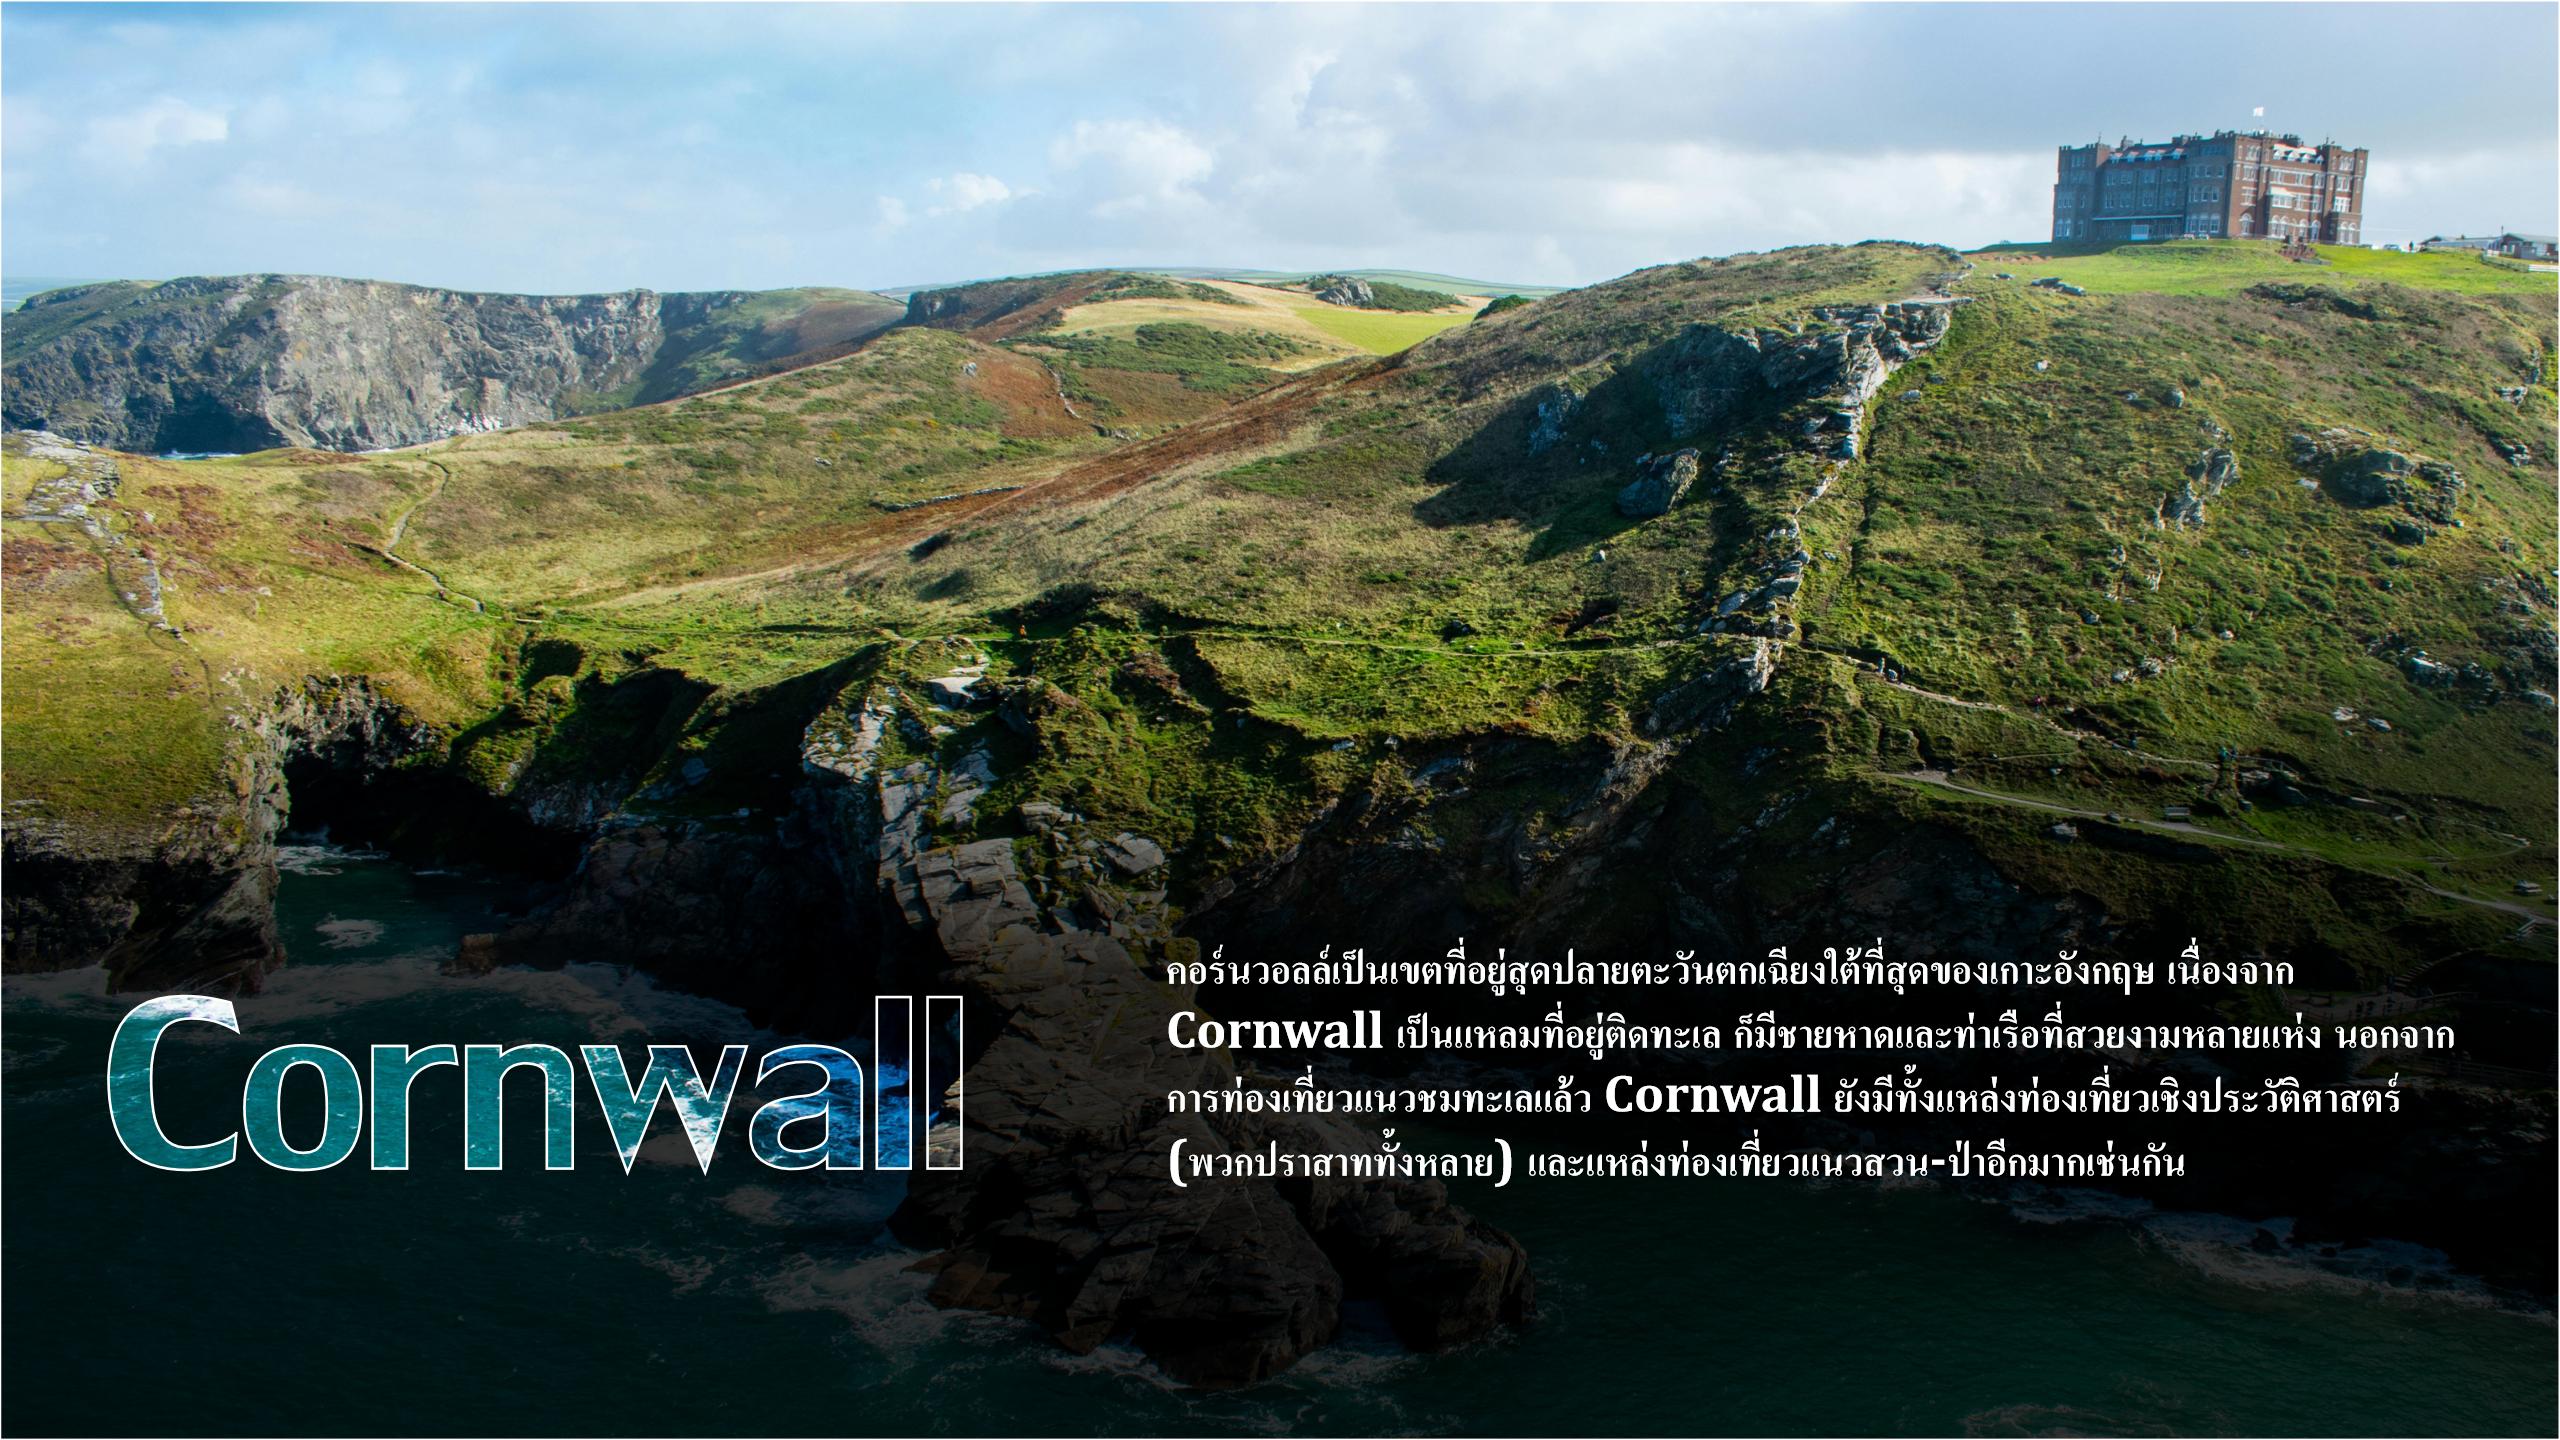 Cornwall
คอร์นวอลล์เป็นเขตที่อยู่สุดปลายตะวันตกเฉียงใต้ที่สุดของเกาะอังกฤษ เนื่องจาก
Cornwall เป็นแหลมที่อยู่ติดทะเล ก็มีชายหาดและท่าเรือที่สวยงามหลายแห่ง นอกจาก
การท่องเที่ยวแนวชมทะเลแล้ว Cornwall ยังมีทั้งแหล่งท่องเที่ยวเชิงประวัติศาสตร์
(พวกปราสาททั้งหลาย) และแหล่งท่องเที่ยวแนวสวน-ป่าอีกมากเช่นกัน